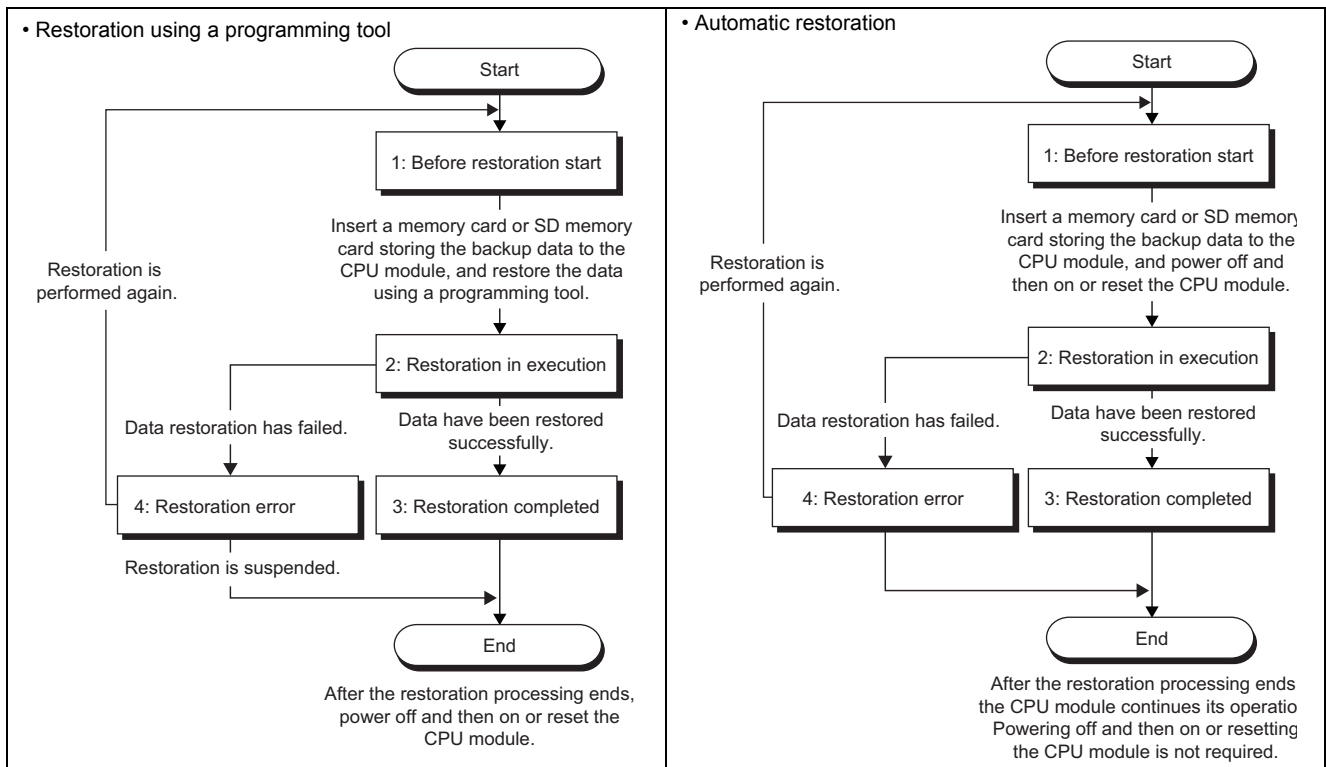 • Restoration using a programming tool
Start
1: Before restoration start
Insert a memory card or SD memory
card storing the backup data to the
CPU module, and restore the data
using a programming tool.
Restoration is
performed again.
2: Restoration in execution
Data restoration has failed.
Data have been restored
successfully.
4: Restoration error
3: Restoration completed
Restoration is suspended.
End
After the restoration processing ends,
power off and then on or reset the
CPU module.
• Automatic restoration
Start
1: Before restoration start
Insert a memory card or SD memory
card storing the backup data to the
CPU module, and power off and
then on or reset the CPU module.
Restoration is
performed again.
2: Restoration in execution
Data restoration has failed.
Data have been restored
successfully.
4: Restoration error
3: Restoration completed
End
After the restoration processing ends
the CPU module continues its operatio
Powering off and then on or resetting
the CPU module is not required.